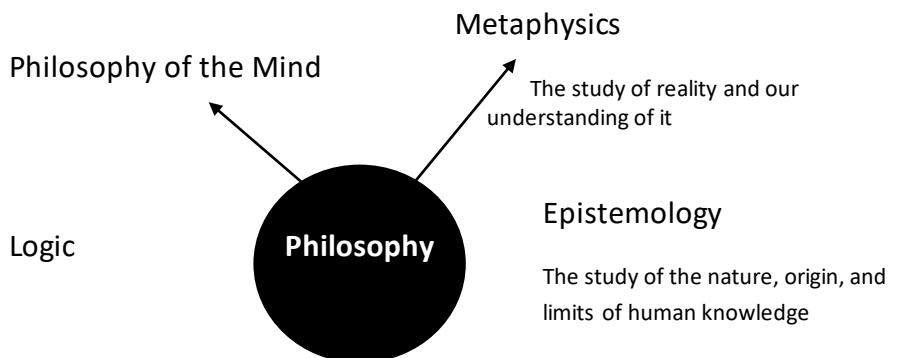 Metaphysics
Philosophy of the Mind
The study of reality and our
understanding of it
Epistemology
Logic
Philosophy
The study of the nature, origin, and
limits of human knowledge